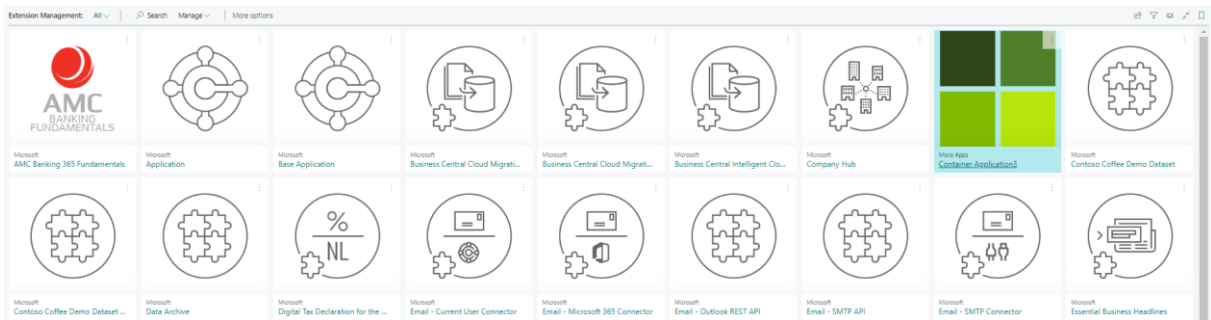 Extension Management: All Search Manage More options
AMC
BANKING
FUNDAMENTALS
Microsoft
AMC Banking 365 Fundamentals
Microsoft
Application
Microsoft
Base Application
Microsoft
Business Central Cloud Migrati...
Microsoft
Business Central Cloud Migrati...
Microsoft
Business Central Intelligent Clo...
Microsoft
Company Hub
Micro Apps
Container.Application3
Microsoft
Contoso Coffee Demo Dataset
%
NL
Microsoft
Contoso Coffee Demo Dataset ...
Microsoft
Data Archive
Microsoft
Digital Tax Declaration for the ...
Microsoft
Email - Current User Connector
Microsoft
Email - Microsoft 365 Connector
Microsoft
Email - Outlook REST API
Microsoft
Email - SMTP API
Microsoft
Email - SMTP Connector
Microsoft
Essential Business Headlines